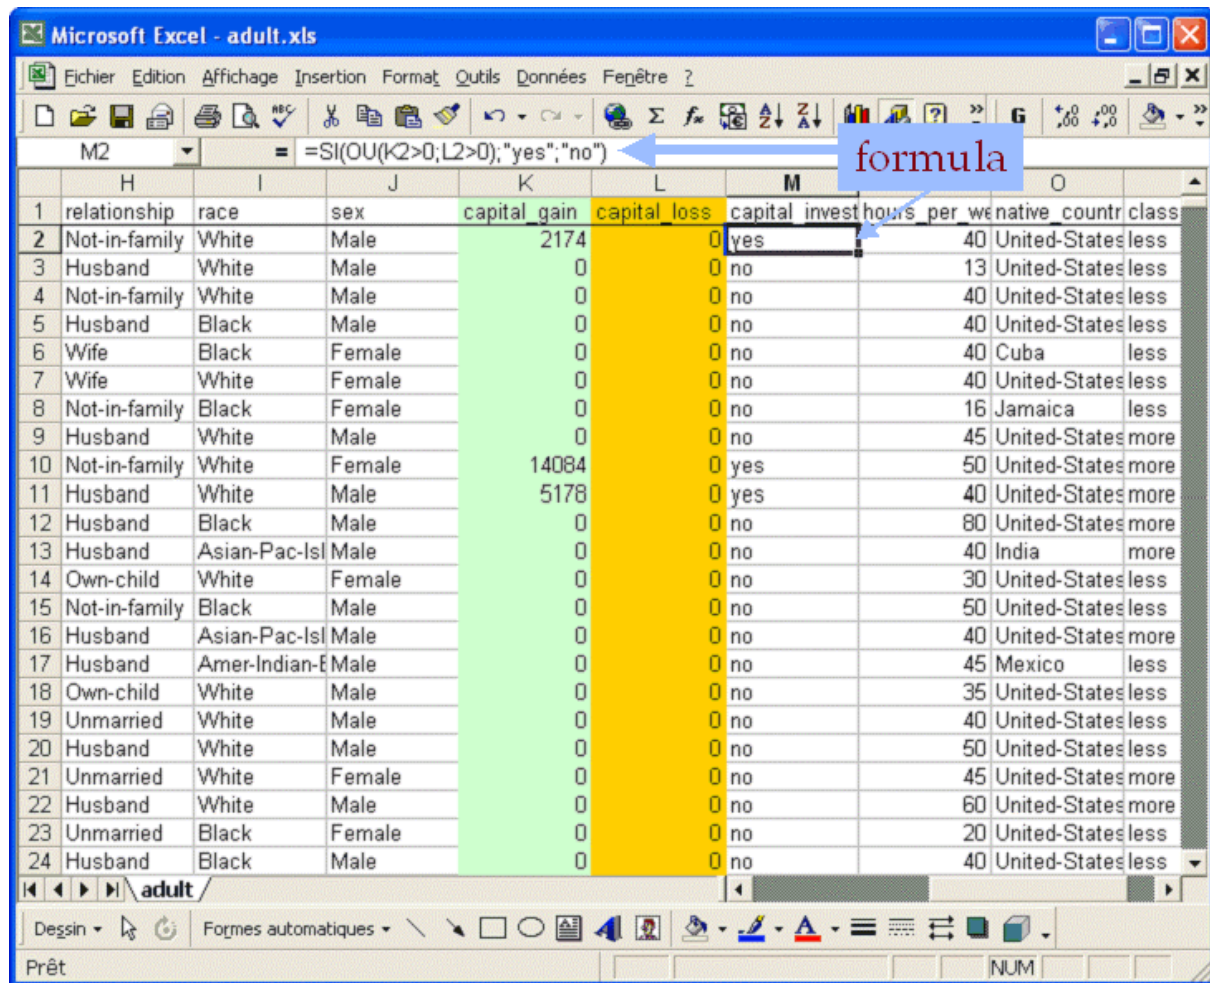 Microsoft Excel - adult.xls
Fichier Edition Affichage Insertion Format Outils Données Fenêtre ?
M2 = =SI(OU(K2>0;L2>0);"yes";"no")
formula
H I J K L M O
1 relationship race sex capital_gain capital_loss capital_invest hours_per_we native_countr class
2 Not-in-family White Male 2174 0 yes 40 United-States less
3 Husband White Male 0 0 no 13 United-States less
4 Not-in-family White Male 0 0 no 40 United-States less
5 Husband Black Male 0 0 no 40 United-States less
6 Wife Black Female 0 0 no 40 Cuba less
7 Wife White Female 0 0 no 40 United-States less
8 Not-in-family Black Female 0 0 no 16 Jamaica less
9 Husband White Male 0 0 no 45 United-States more
10 Not-in-family White Female 14084 0 yes 50 United-States more
11 Husband White Male 5178 0 yes 40 United-States more
12 Husband Black Male 0 0 no 80 United-States more
13 Husband Asian-Pac-Isl Male 0 0 no 40 India more
14 Own-child White Female 0 0 no 30 United-States less
15 Not-in-family Black Male 0 0 no 50 United-States less
16 Husband Asian-Pac-Isl Male 0 0 no 40 United-States more
17 Husband Amer-Indian-E Male 0 0 no 45 Mexico less
18 Own-child White Male 0 0 no 35 United-States less
19 Unmarried White Male 0 0 no 40 United-States less
20 Husband White Male 0 0 no 50 United-States less
21 Unmarried White Female 0 0 no 45 United-States more
22 Husband White Male 0 0 no 60 United-States more
23 Unmarried Black Female 0 0 no 20 United-States less
24 Husband Black Male 0 0 no 40 United-States less
adult
Dessin Formes automatiques
Prêt NUM